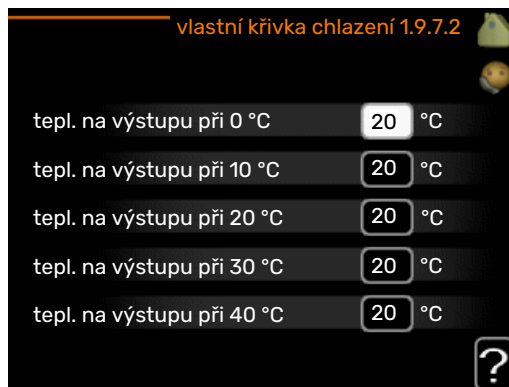 vlastní křivka chlazení 1.9.7.2
tepl. na výstupu při 0 °C 20 °C
tepl. na výstupu při 10 °C 20 °C
tepl. na výstupu při 20 °C 20 °C
tepl. na výstupu při 30 °C 20 °C
tepl. na výstupu při 40 °C 20 °C
?